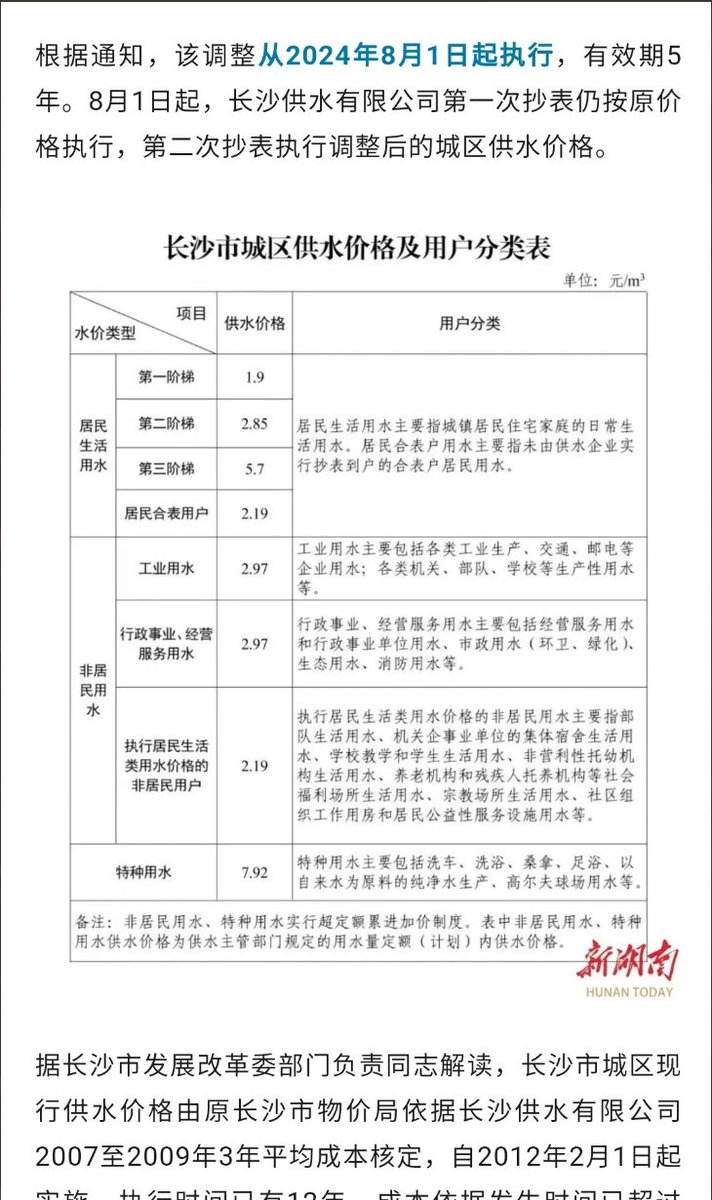 根据通知，该调整从2024年8月1日起执行，有效期5
年。8月1日起，长沙供水有限公司第一次抄表仍按原价
格执行，第二次抄表执行调整后的城区供水价格。
长沙市城区供水价格及用户分类表
单位：元/m³
项目
水价类型
供水价格
用户分类
居民
生活
用水
第一阶梯
1.9
第二阶梯
2.85
第三阶梯
5.7
居民合表用户
2.19
居民生活用水主要指城镇居民住宅家庭的日常生
活用水。居民合表户用水主要指未由供水企业实
行抄表到户的合表户居民用水。
非居
民用
水
工业用水
2.97
工业用水主要包括各类工业生产、交通、邮电等
企业用水；各类机关、部队、学校等生产性用水
等。
行政事业、经营
服务用水
2.97
行政事业、经营服务用水主要包括经营服务用水
和行政事业单位用水、市政用水（环卫、绿化）、
生态用水、消防用水等。
执行居民生活
类用水价格的
非居民用户
2.19
执行居民生活类用水价格的非居民用水主要指部
队生活用水、机关企事业单位的集体宿舍生活用
水、学校教学和学生生活用水、非营利性托幼机
构生活用水、养老机构和残疾人托养机构等社会
福利场所生活用水、宗教场所生活用水、社区组
织工作用房和居民公益性服务设施用水等。
特种用水
7.92
特种用水主要包括洗车、洗浴、桑拿、足浴、以
自来水为原料的纯净水生产、高尔夫球场用水等。
备注：非居民用水、特种用水实行超定额累进加价制度。表中非居民用水、特种
用水供水价格为供水主管部门规定的用水量定额（计划）内供水价格。
新湖南
HUNAN TODAY
据长沙市发展改革委部门负责同志解读，长沙市城区现
行供水价格由原长沙市物价局依据长沙供水有限公司
2007至2009年3年平均成本核定，自2012年2月1日起
实施，执行时间已有12年，成本依据发生时间已超过